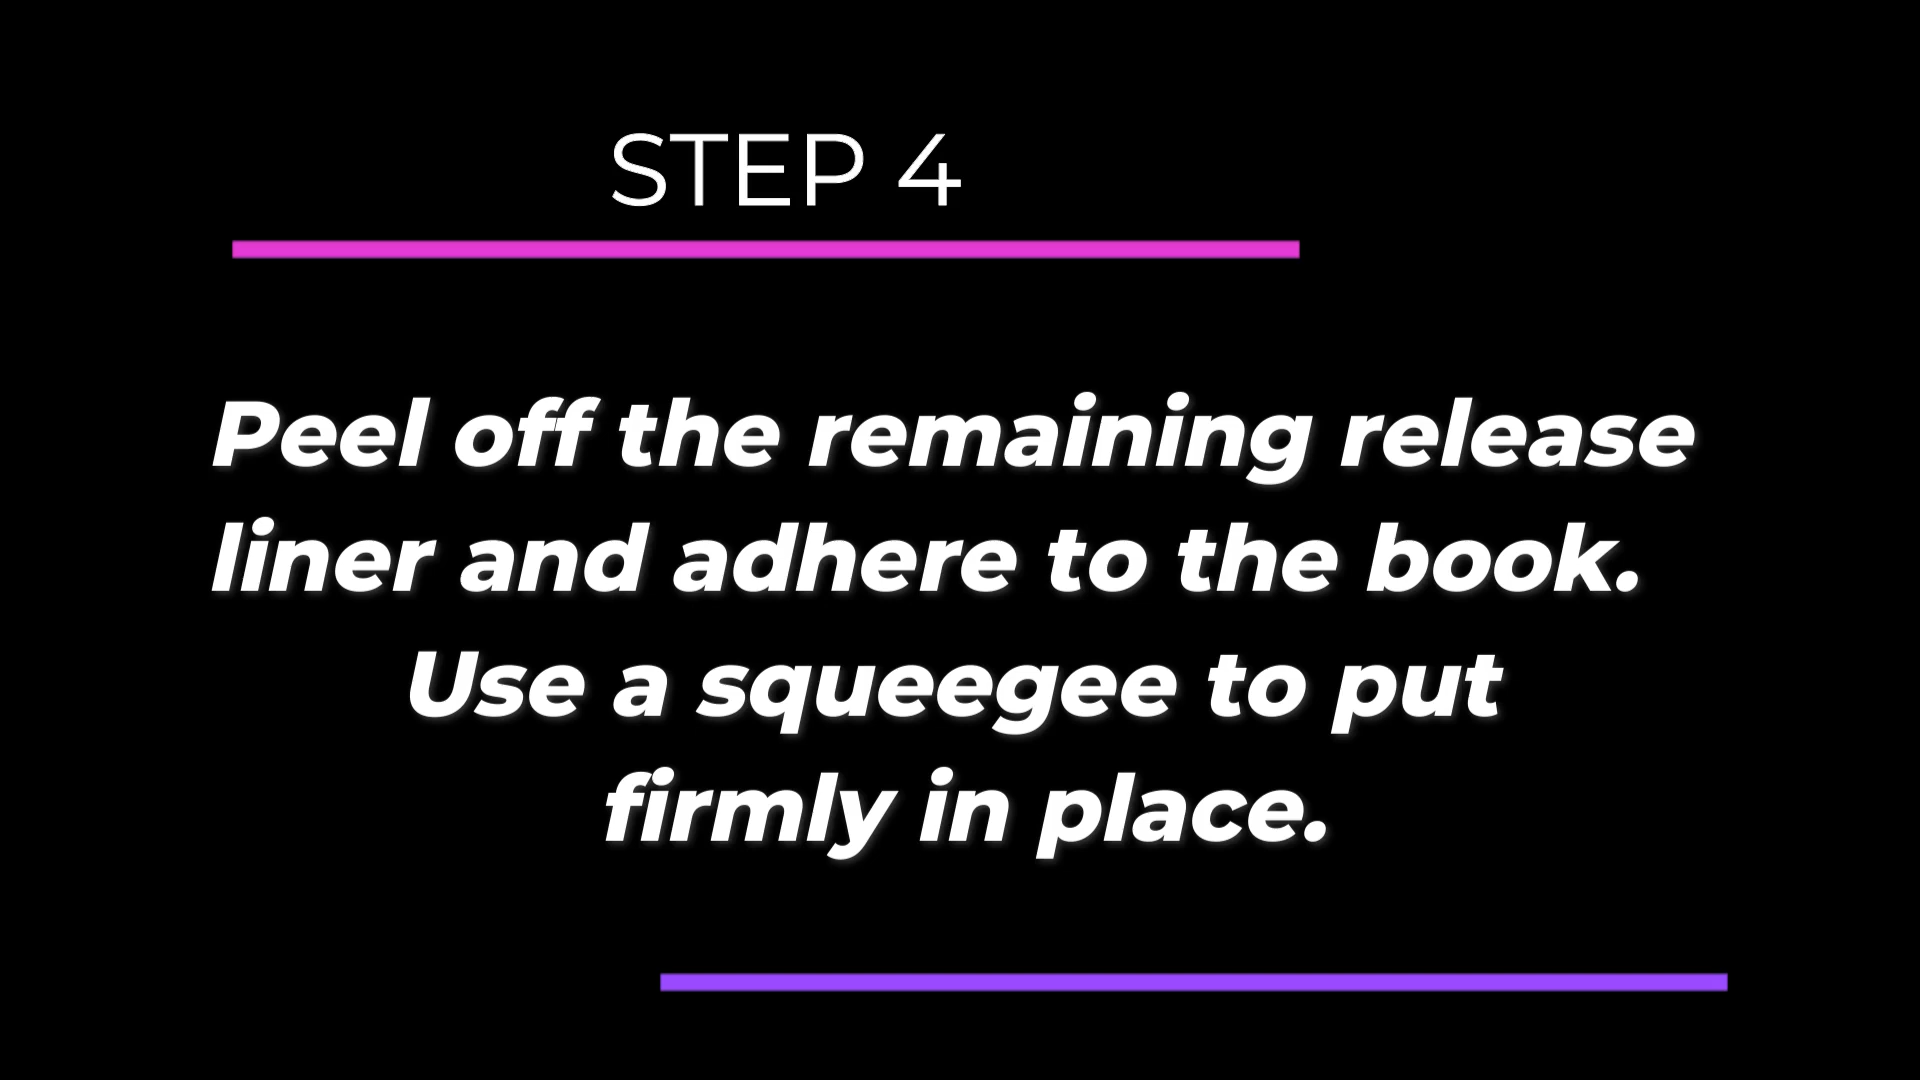 STEP 4
Peel off the remaining release
liner and adhere to the book.
Use a squeegee to put
firmly in place.